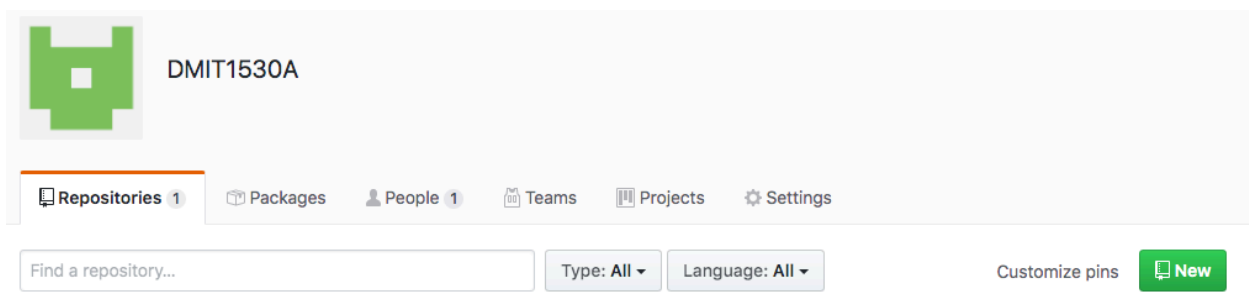 DMIT1530A
Repositories 1 Packages People 1 Teams Projects Settings
Find a repository... Type: All Language: All Customize pins New